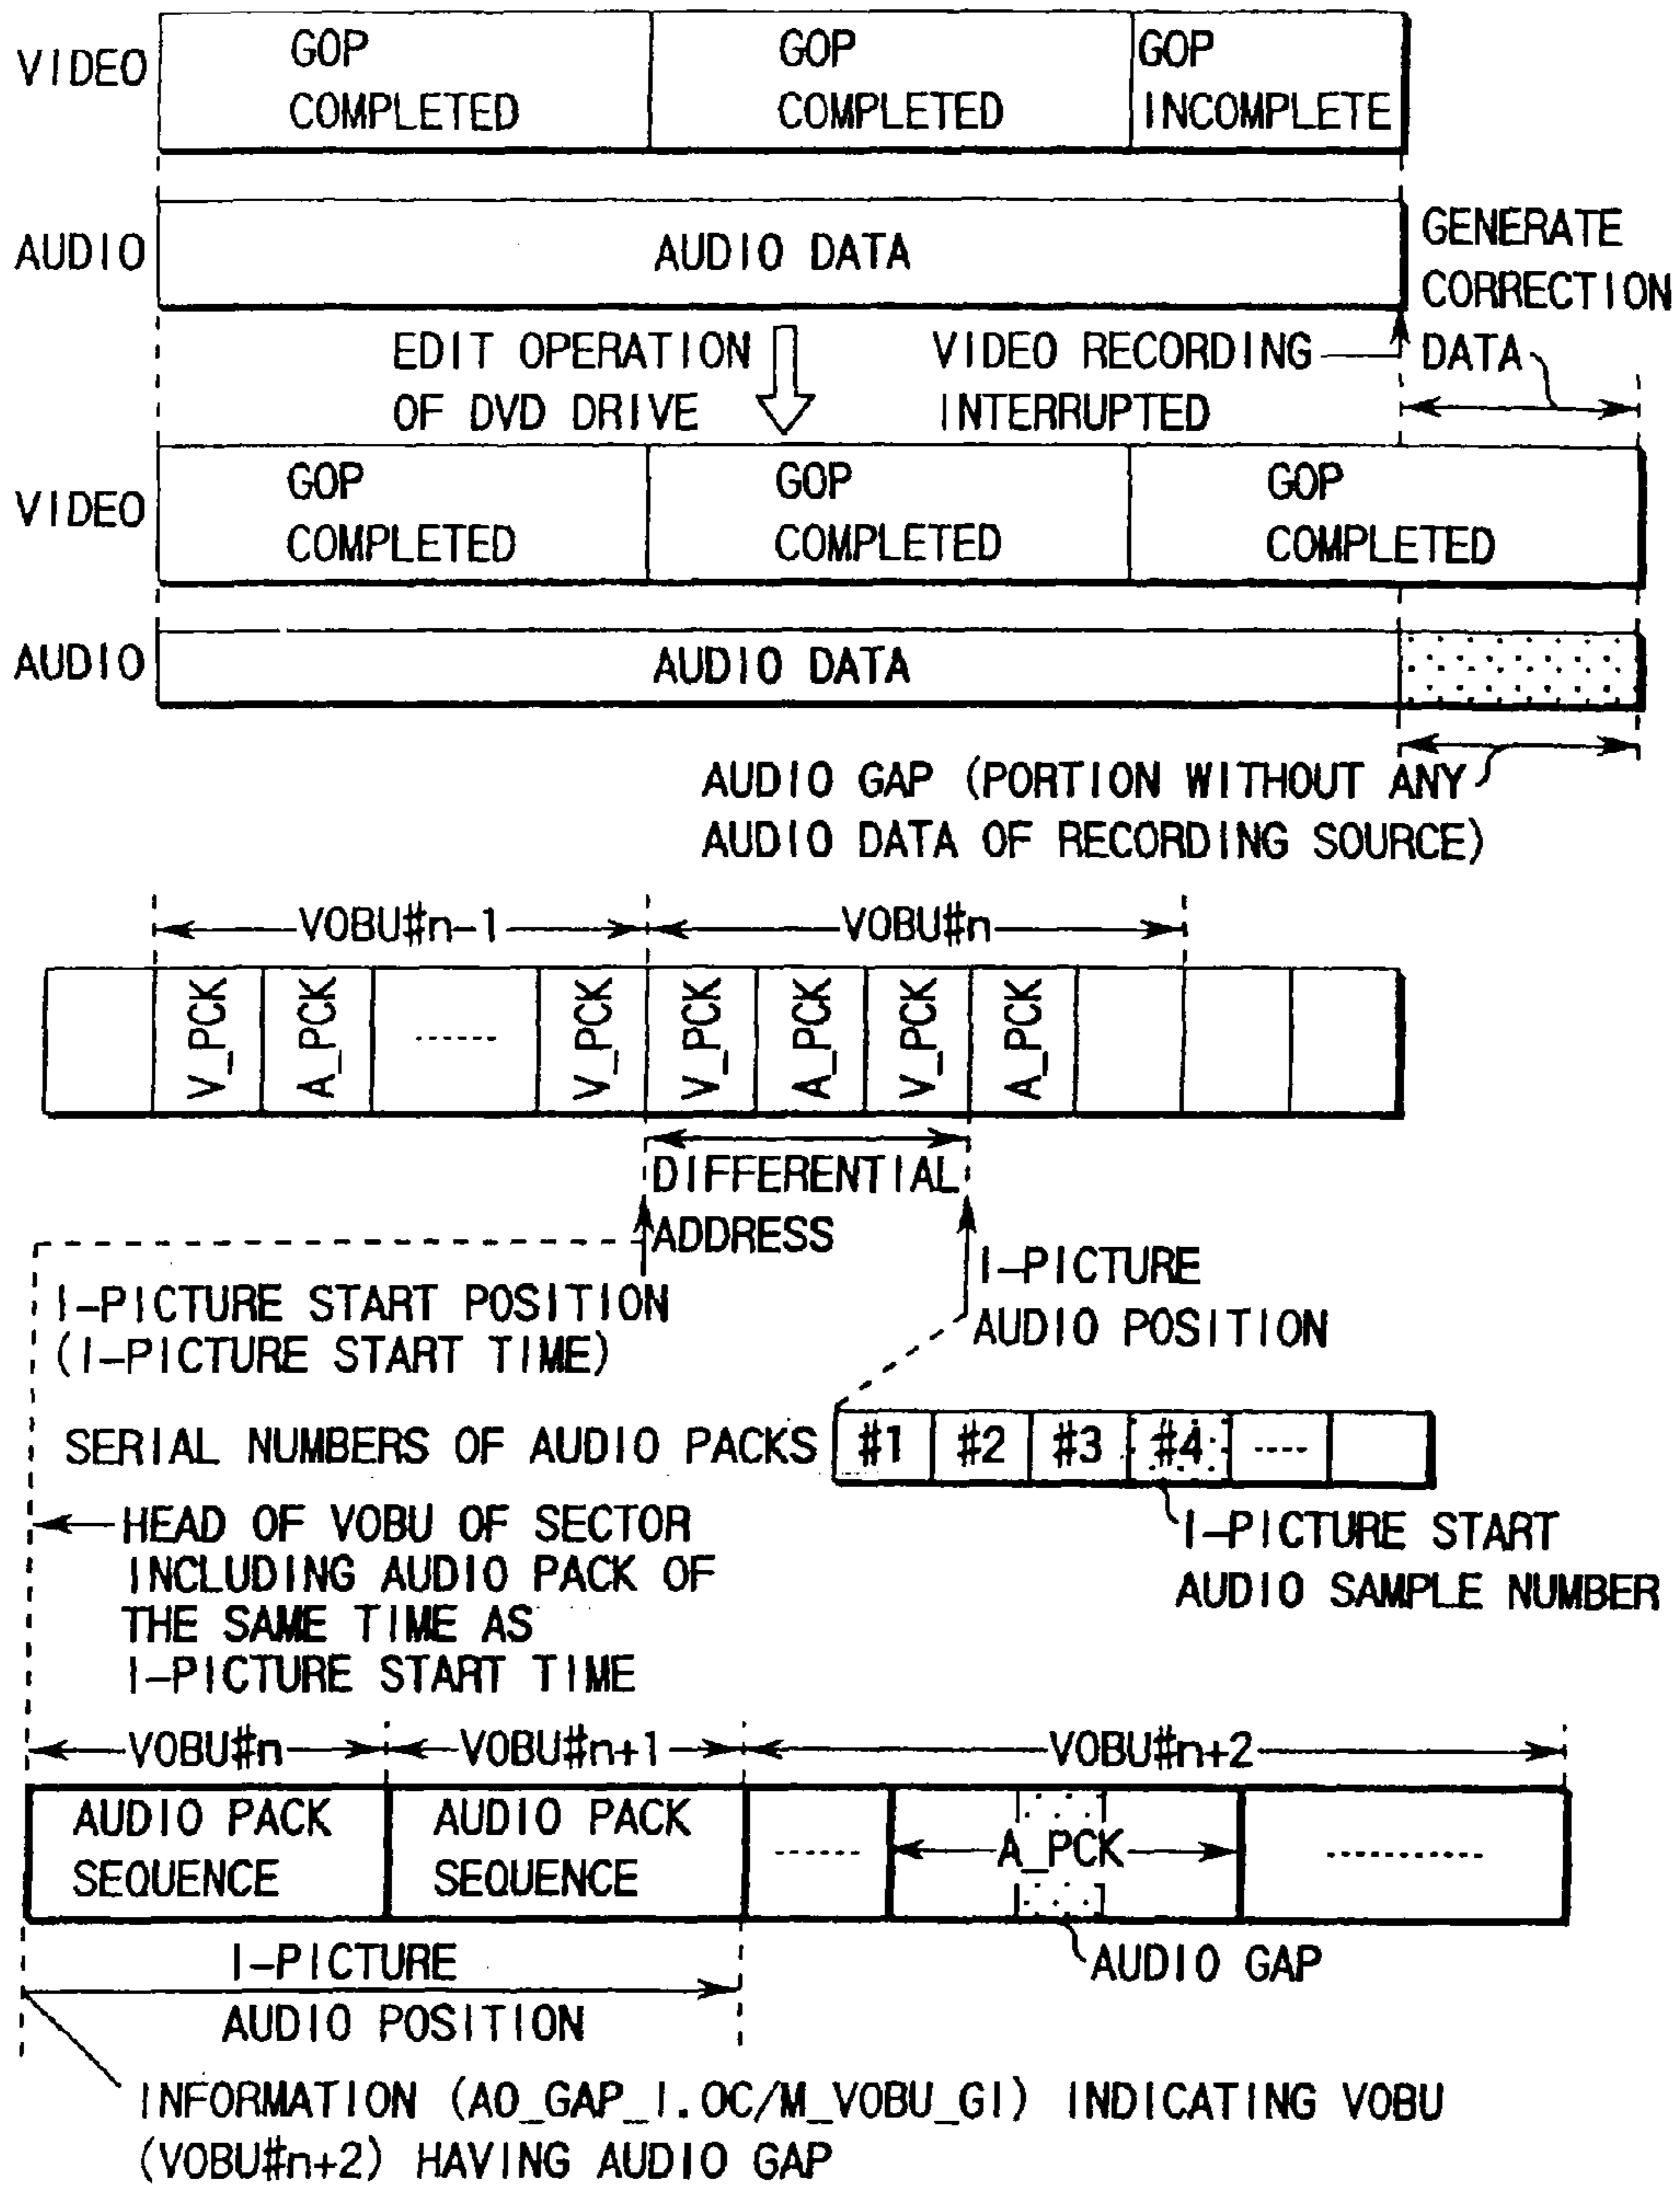 VIDEO
GOP
COMPLETED
GOP
COMPLETED
GOP
INCOMPLETE
AUDIO
AUDIO DATA
GENERATE
CORRECTION
DATA
EDIT OPERATION
OF DVD DRIVE
VIDEO RECORDING
INTERRUPTED
VIDEO
GOP
COMPLETED
GOP
COMPLETED
GOP
COMPLETED
AUDIO
AUDIO DATA
AUDIO GAP (PORTION WITHOUT ANY
AUDIO DATA OF RECORDING SOURCE)
VOBU#n-1
VOBU#n
V_PCK
A_PCK
------
V_PCK
V_PCK
A_PCK
V_PCK
A_PCK
DIFFERENTIAL
ADDRESS
I-PICTURE START POSITION
(I-PICTURE START TIME)
I-PICTURE
AUDIO POSITION
SERIAL NUMBERS OF AUDIO PACKS
#1
#2
#3
#4
----
I-PICTURE START
AUDIO SAMPLE NUMBER
HEAD OF VOBU OF SECTOR
INCLUDING AUDIO PACK OF
THE SAME TIME AS
I-PICTURE START TIME
VOBU#n
VOBU#n+1
VOBU#n+2
AUDIO PACK
SEQUENCE
AUDIO PACK
SEQUENCE
------
A_PCK
-----------
AUDIO GAP
I-PICTURE
AUDIO POSITION
INFORMATION (A0_GAP_I.OC/M_VOBU_GI) INDICATING VOBU
(VOBU#n+2) HAVING AUDIO GAP